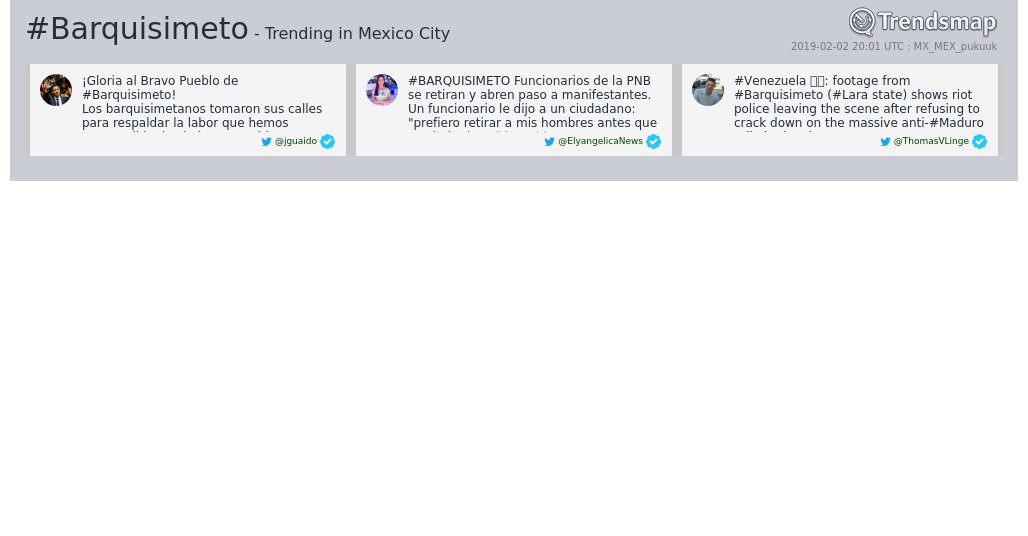 #Barquisimeto - Trending in Mexico City
Trendsmap
2019-02-02 20:01 UTC : MX_MEX_pukuuk
¡Gloria al Bravo Pueblo de
#Barquisimeto!
Los barquisimetanos tomaron sus calles
para respaldar la labor que hemos
@jguaido
#BARQUISIMETO Funcionarios de la PNB
se retiran y abren paso a manifestantes.
Un funcionario le dijo a un ciudadano:
"prefiero retirar a mis hombres antes que
@ElyangelicaNews
#Venezuela : footage from
#Barquisimeto (#Lara state) shows riot
police leaving the scene after refusing to
crack down on the massive anti-#Maduro
@ThomasVLinge